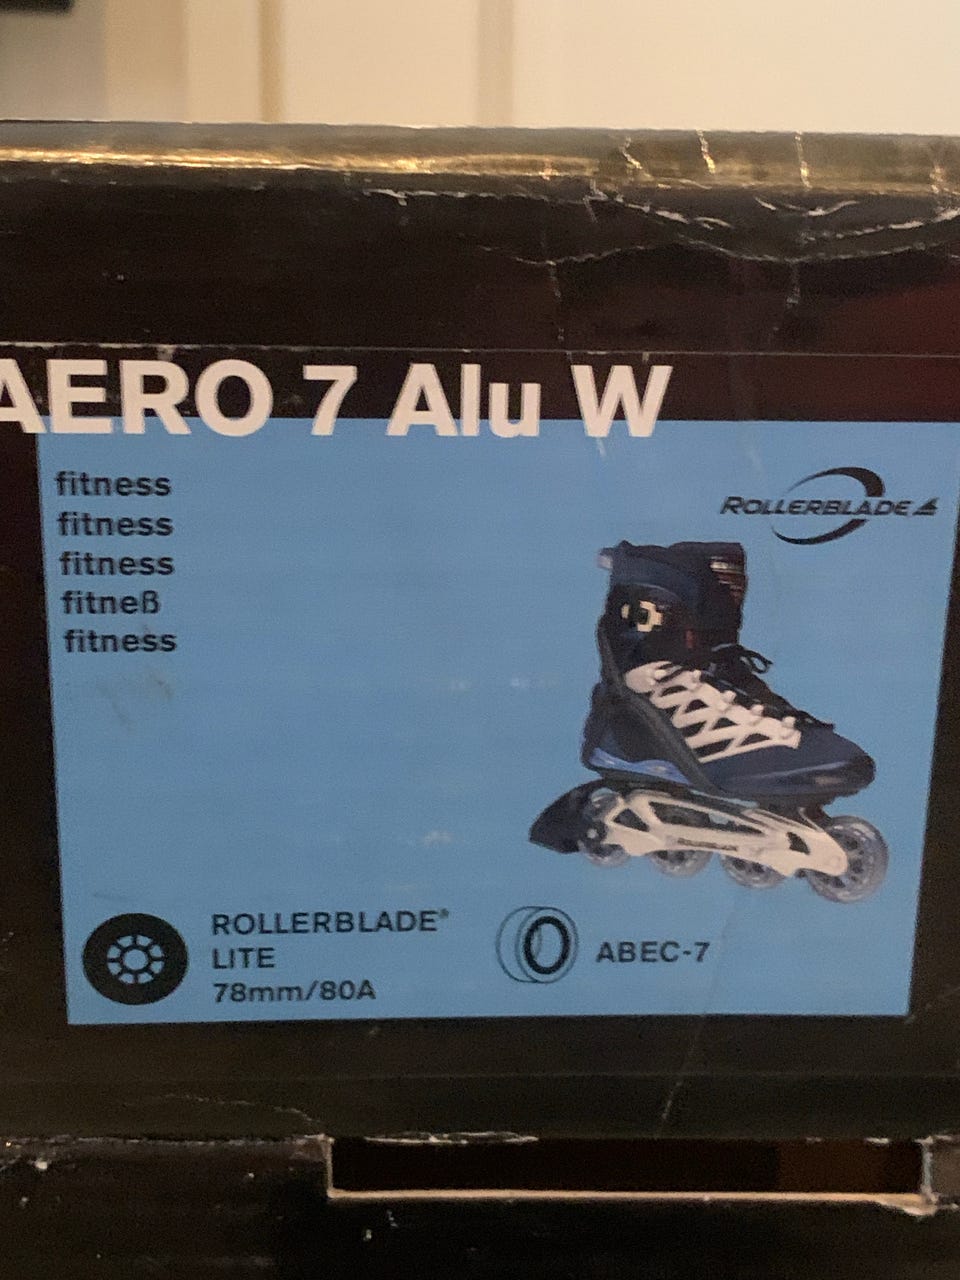 AERO 7 Alu W
fitness
fitness
fitness
fitneß
fitness
ROLLERBLADE
ROLLERBLADE®
LITE
78mm/80A
ABEC-7